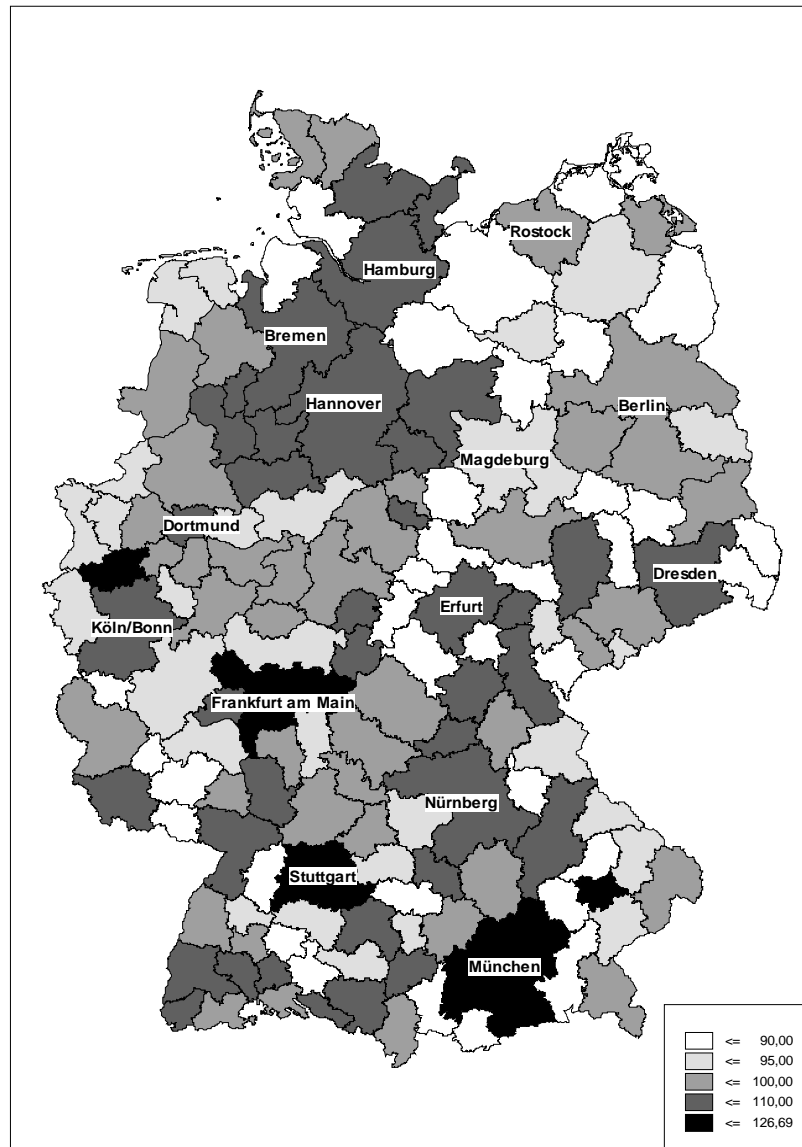 Rostock
Hamburg
Bremen
Hannover
Berlin
Magdeburg
Dortmund
Dresden
Erfurt
Köln/Bonn
Frankfurt am Main
Nürnberg
Stuttgart
München
<= 90,00
<= 95,00
<= 100,00
<= 110,00
<= 126,69